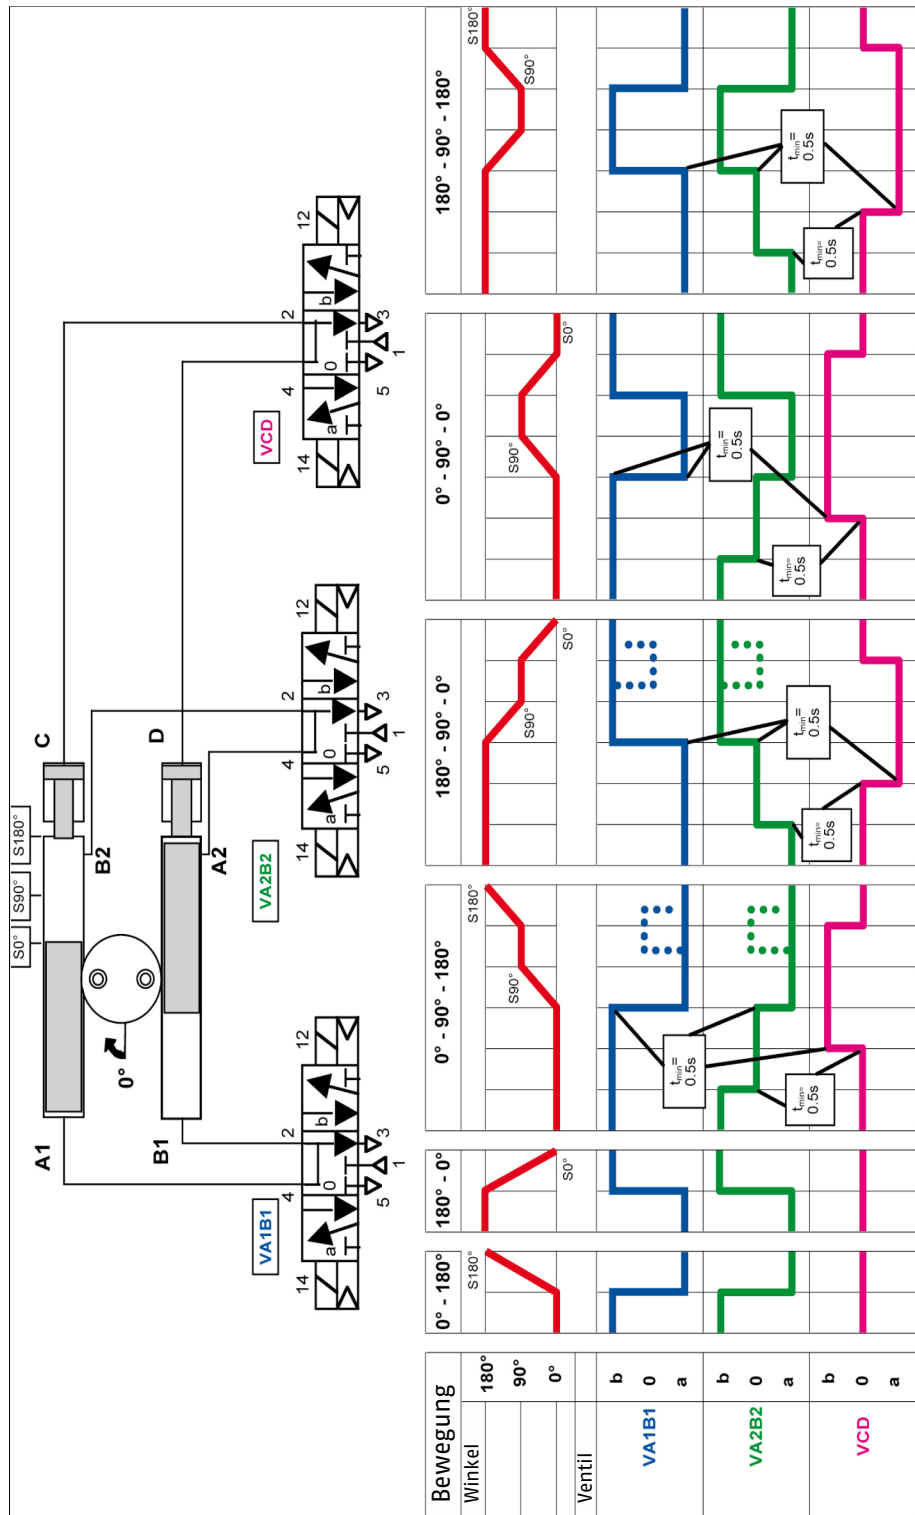 S0°
S90°
S180°
A1
C
B2
0°
B1
D
A2
VA1B1
VA2B2
VCD
14
4
2
12
a
0
b
5
1
3
14
4
2
12
a
0
b
5
1
3
14
4
2
12
a
0
b
5
1
3
Bewegung
0° - 180°
180° - 0°
0° - 90° - 180°
180° - 90° - 0°
0° - 90° - 0°
180° - 90° - 180°
Winkel
180°
90°
0°
S180°
S0°
S90°
S180°
S90°
S0°
S90°
S0°
S90°
S180°
Ventil
VA1B1
b
0
a
VA2B2
b
0
a
VCD
b
0
a
tmin=
0.5s
tmin=
0.5s
tmin=
0.5s
tmin=
0.5s
tmin=
0.5s
tmin=
0.5s
tmin=
0.5s
tmin=
0.5s